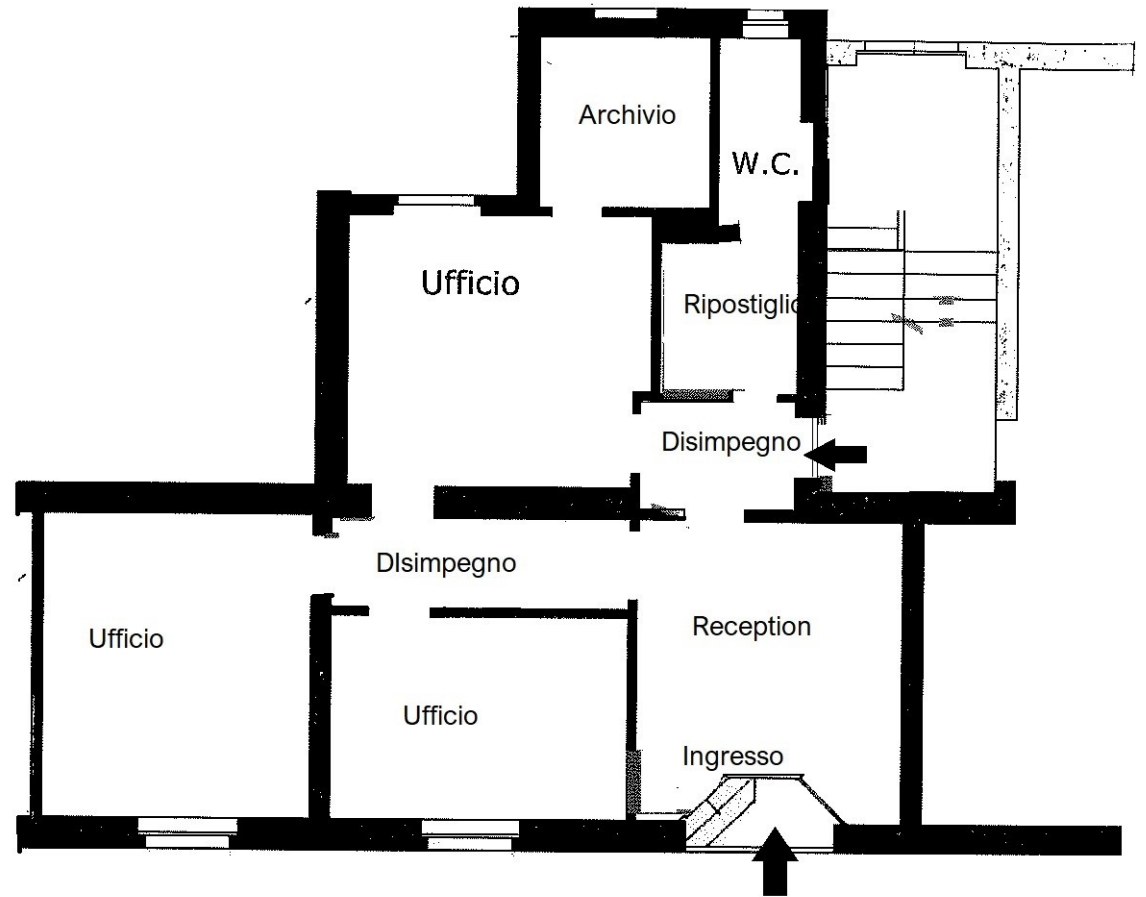 Archivio
W.C.
Ufficio
Ripostiglio
Disimpegno
DIsimpegno
Ufficio
Reception
Ufficio
Ingresso